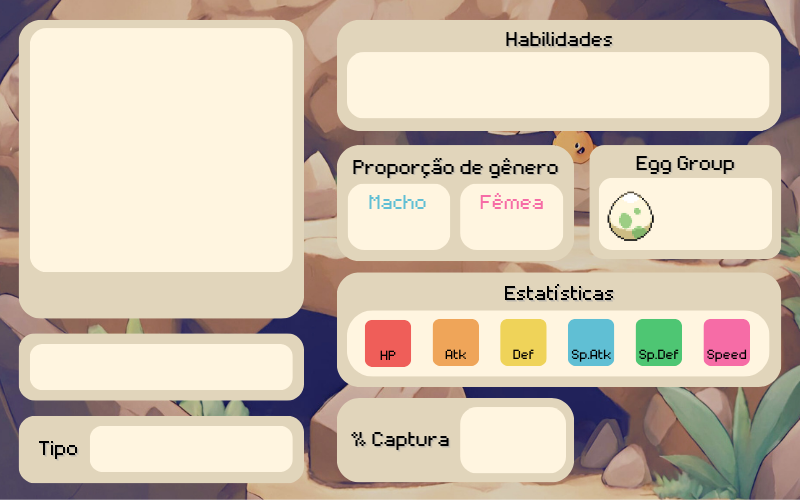 Habilidades
Proporção de gênero
Macho
Fêmea
Egg Group
Estatísticas
HP
Atk
Def
Sp.Atk
Sp.Def
Speed
Tipo
% Captura